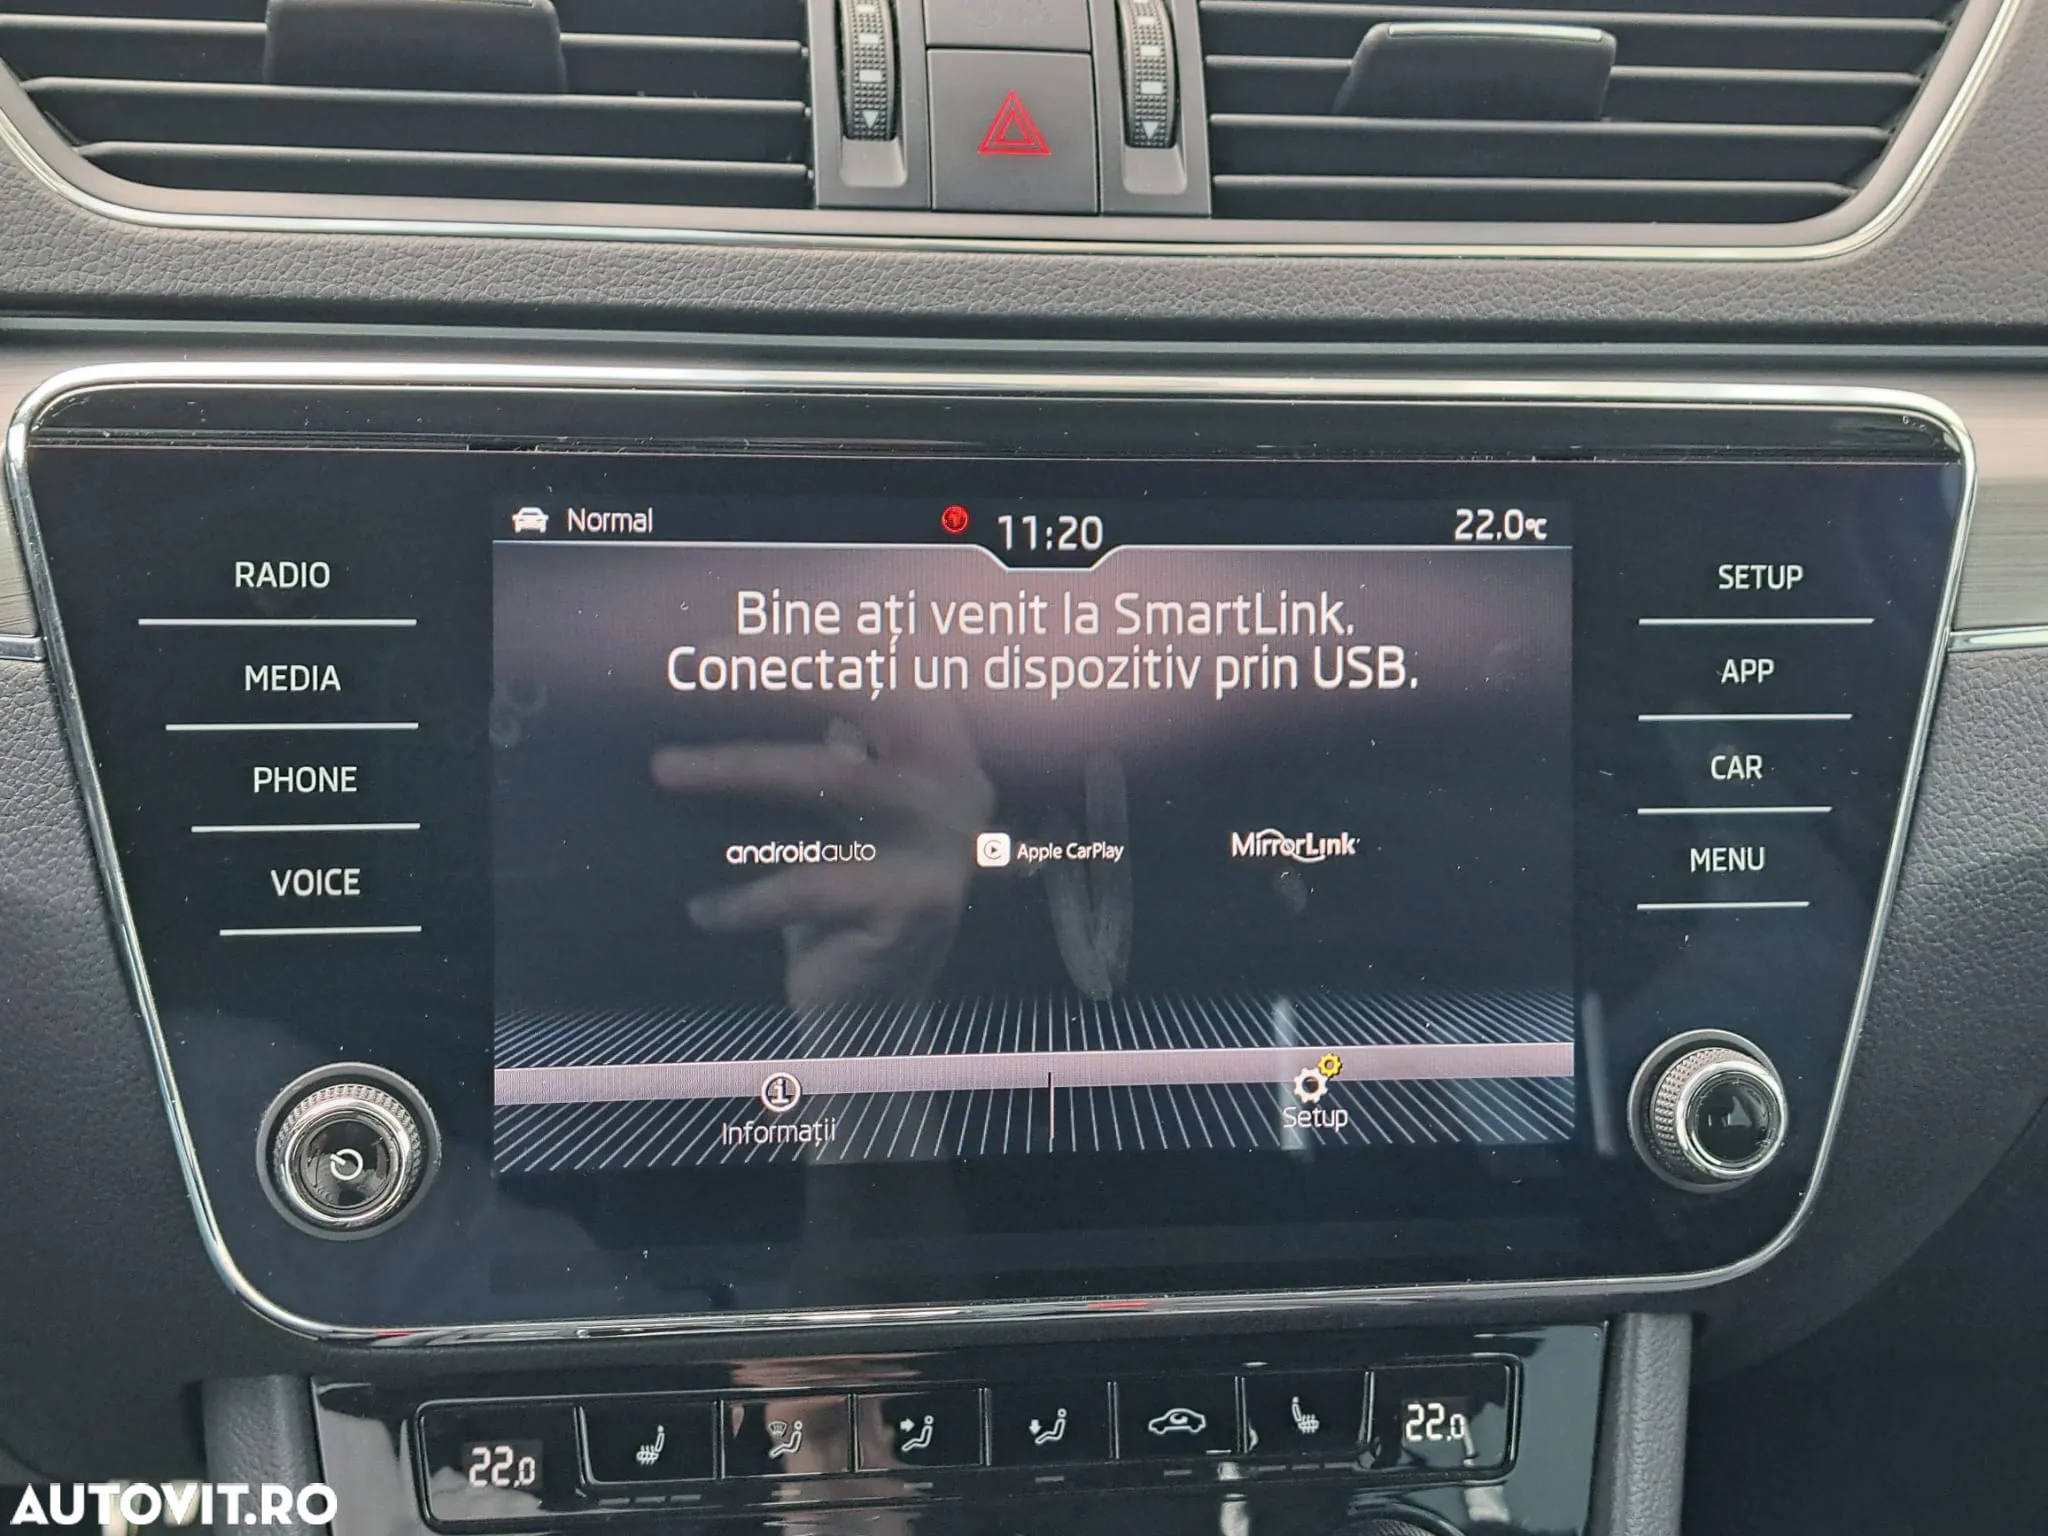 Normal
11:20
22.0°C
RADIO
MEDIA
PHONE
VOICE
Bine ați venit la SmartLink.
Conectați un dispozitiv prin USB.
androidauto
Apple CarPlay
MirrorLink
Informații
Setup
SETUP
APP
CAR
MENU
22.0
22.0
AUTOVIT.RO